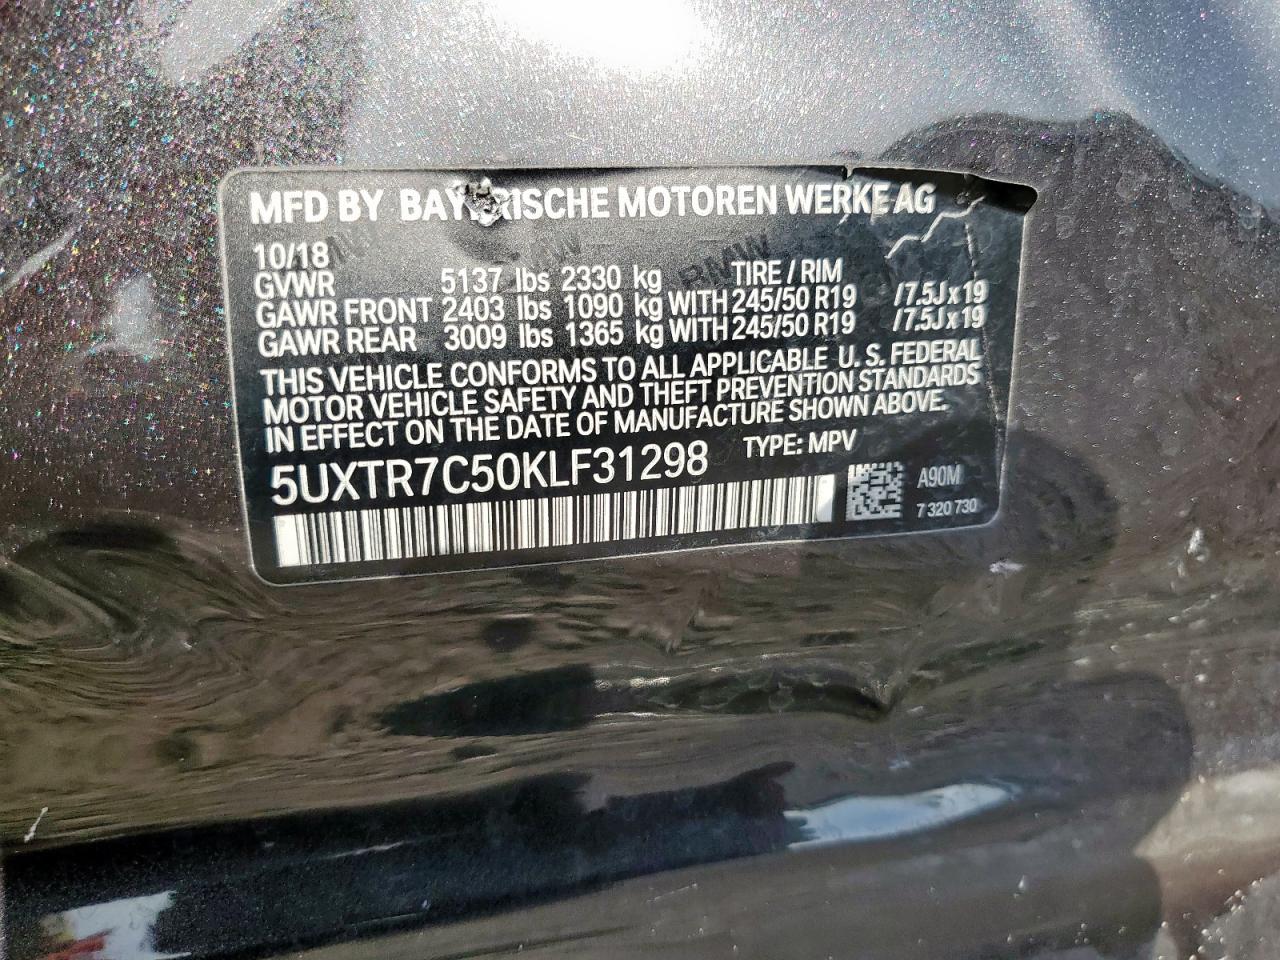 MFD BY BAYERISCHE MOTOREN WERKE AG
10/18
GVWR 5137 lbs 2330 kg TIRE / RIM
GAWR FRONT 2403 lbs 1090 kg WITH 245/50 R19 /7.5J x 19
GAWR REAR 3009 lbs 1365 kg WITH 245/50 R19 /7.5J x 19
THIS VEHICLE CONFORMS TO ALL APPLICABLE U. S. FEDERAL
MOTOR VEHICLE SAFETY AND THEFT PREVENTION STANDARDS
IN EFFECT ON THE DATE OF MANUFACTURE SHOWN ABOVE.
5UXTR7C50KLF31298 TYPE: MPV
A90M
7 320 730